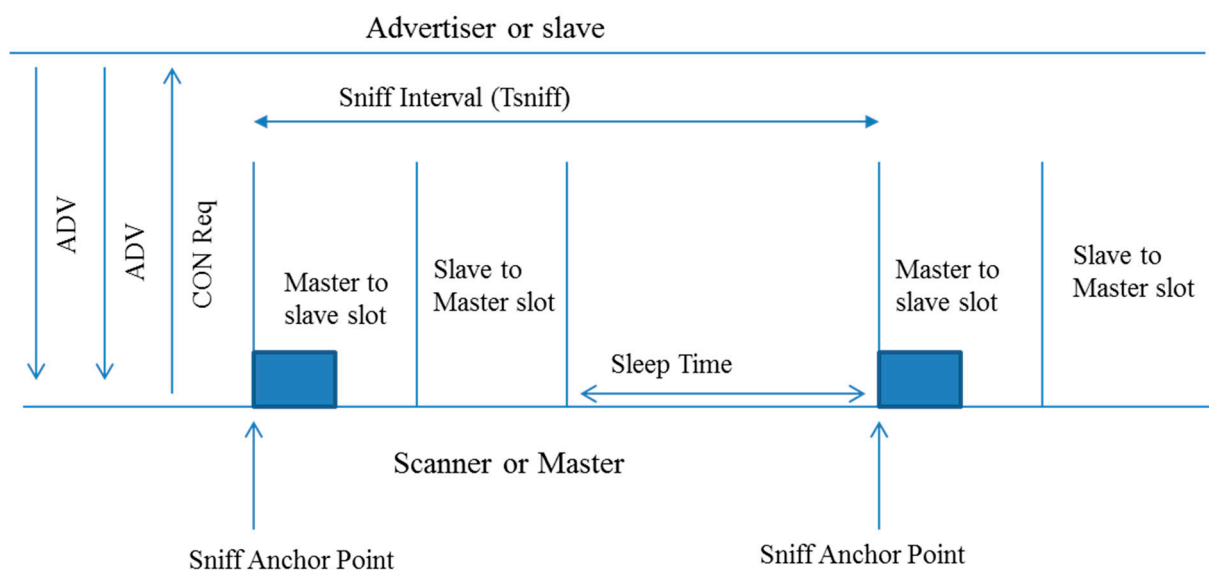 Advertiser or slave
Sniff Interval (Tsniff)
ADV
ADV
CON Req
Master to
slave slot
Slave to
Master slot
Sleep Time
Master to
slave slot
Slave to
Master slot
Scanner or Master
Sniff Anchor Point
Sniff Anchor Point